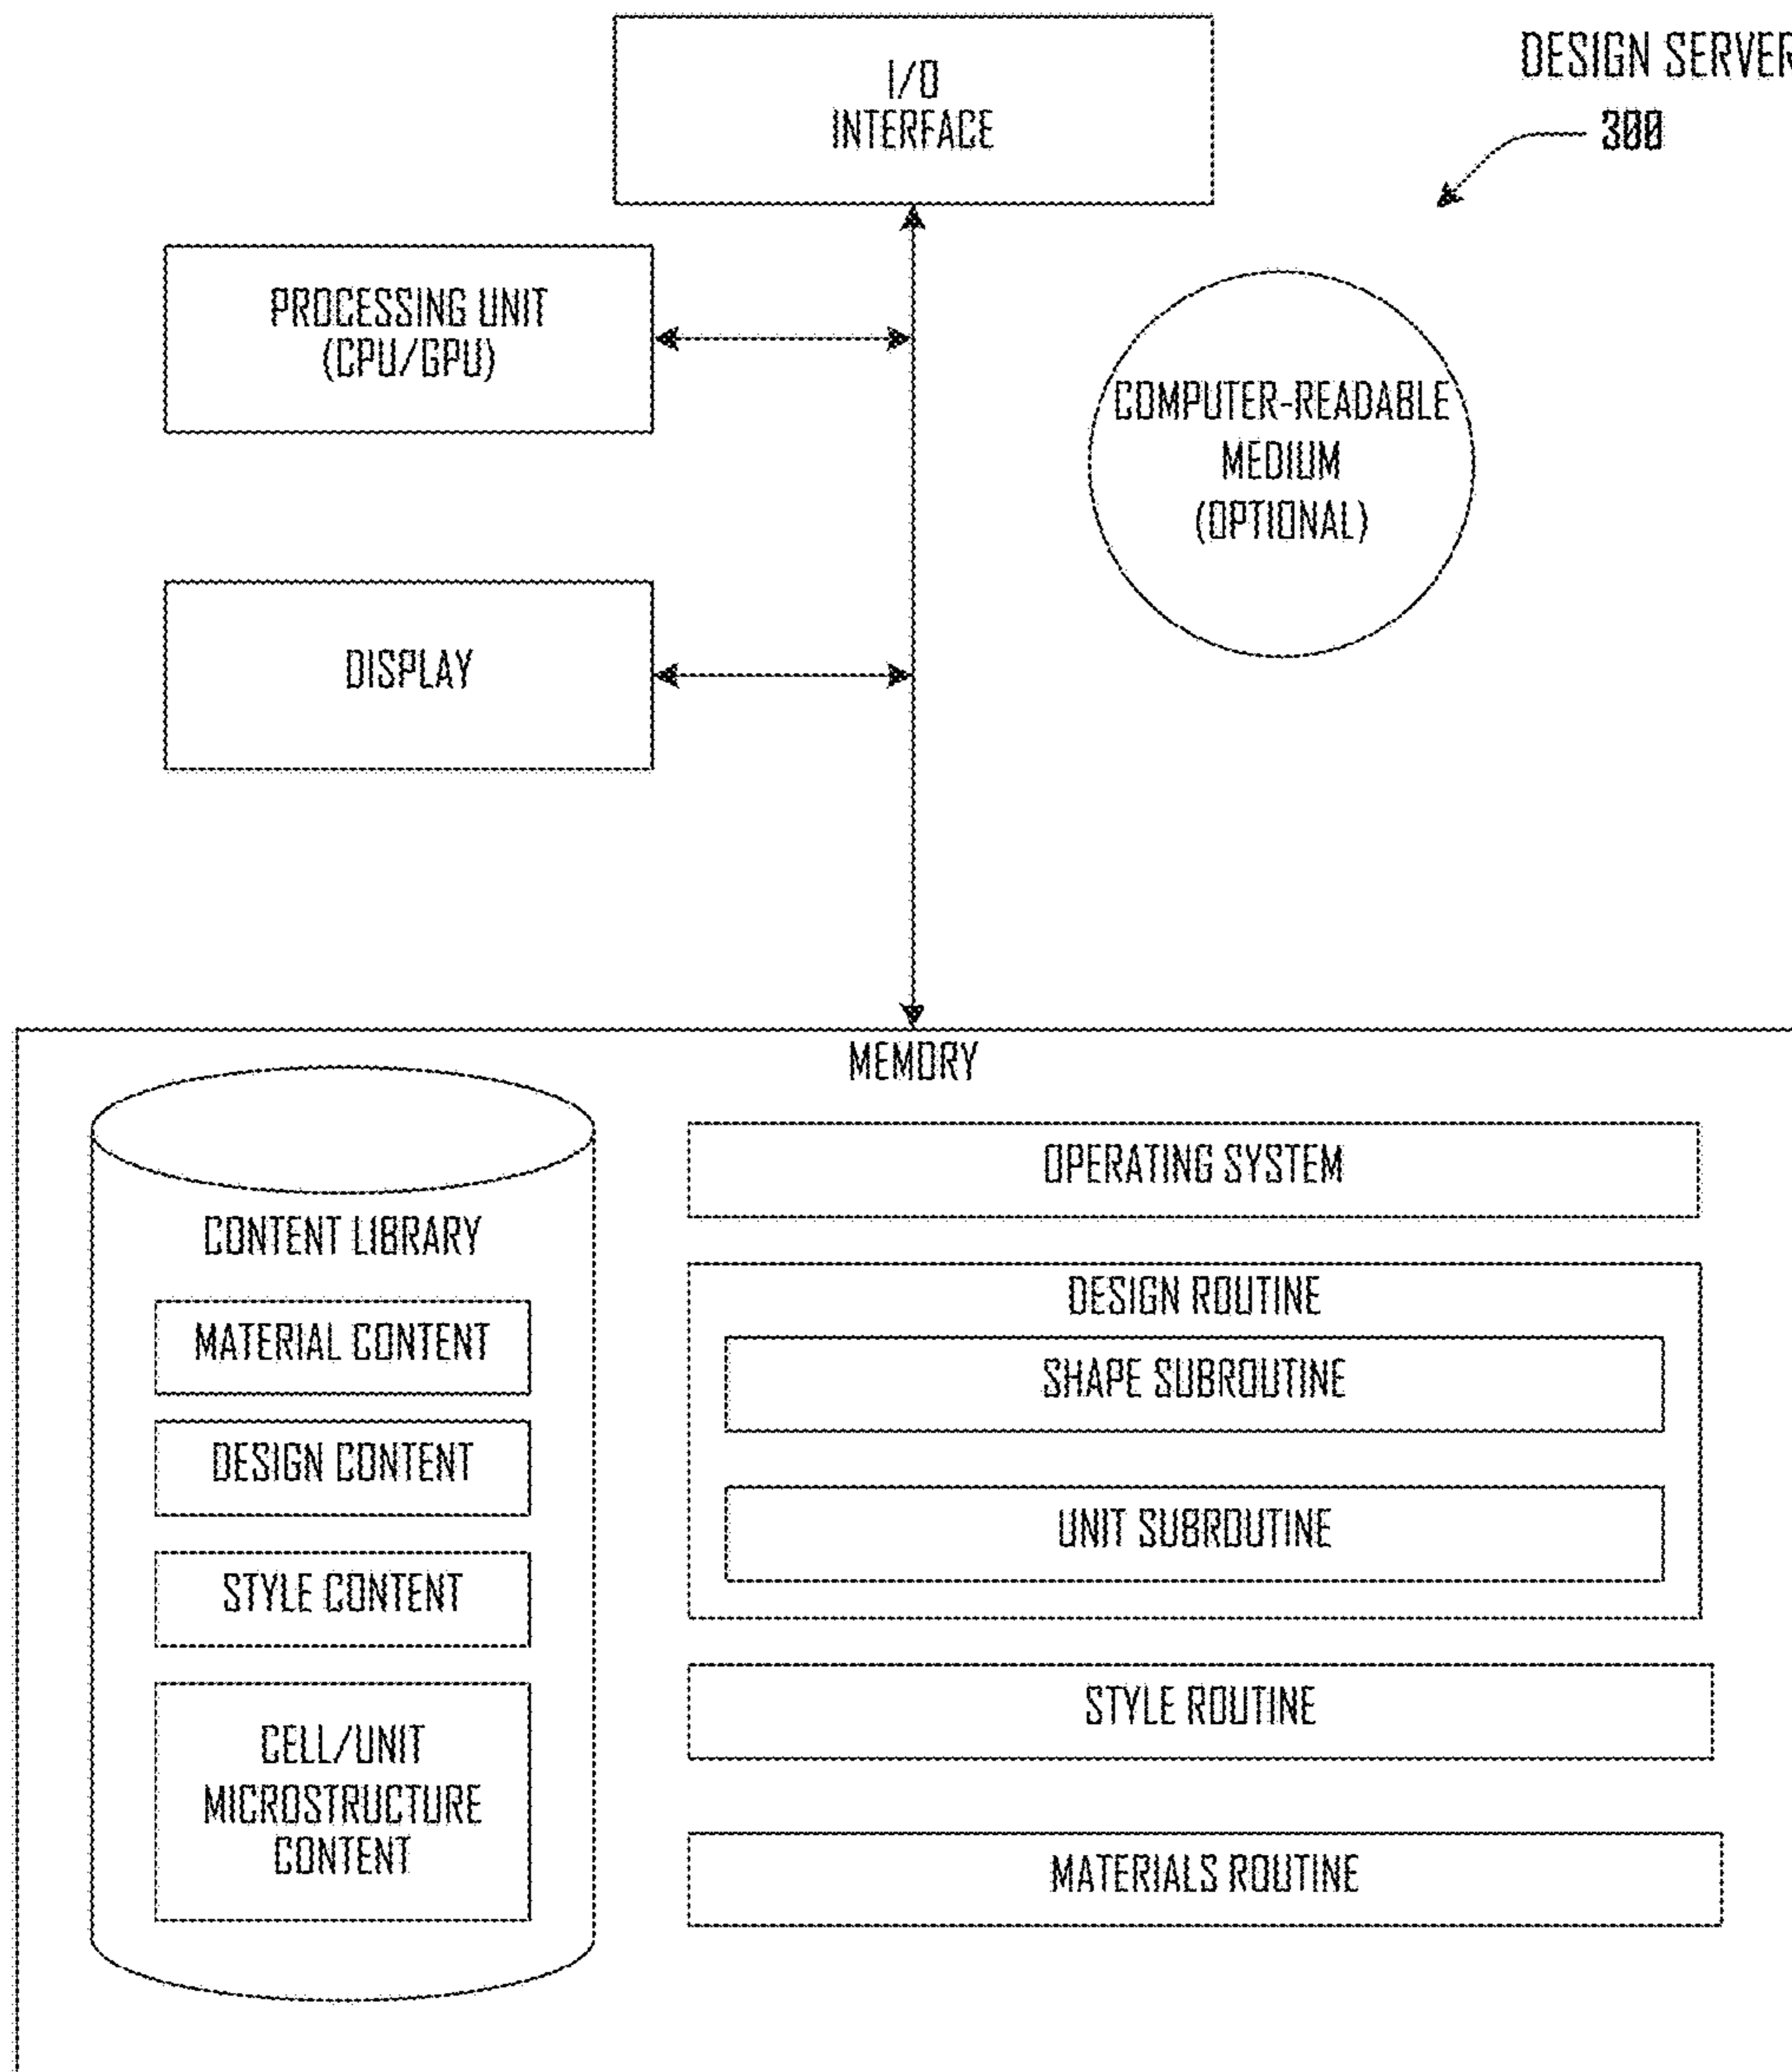 I/O
INTERFACE
DESIGN SERVER
300
PROCESSING UNIT
(CPU/GPU)
COMPUTER-READABLE
MEDIUM
(OPTIONAL)
DISPLAY
MEMORY
CONTENT LIBRARY
MATERIAL CONTENT
DESIGN CONTENT
STYLE CONTENT
CELL/UNIT
MICROSTRUCTURE
CONTENT
OPERATING SYSTEM
DESIGN ROUTINE
SHAPE SUBROUTINE
UNIT SUBROUTINE
STYLE ROUTINE
MATERIALS ROUTINE